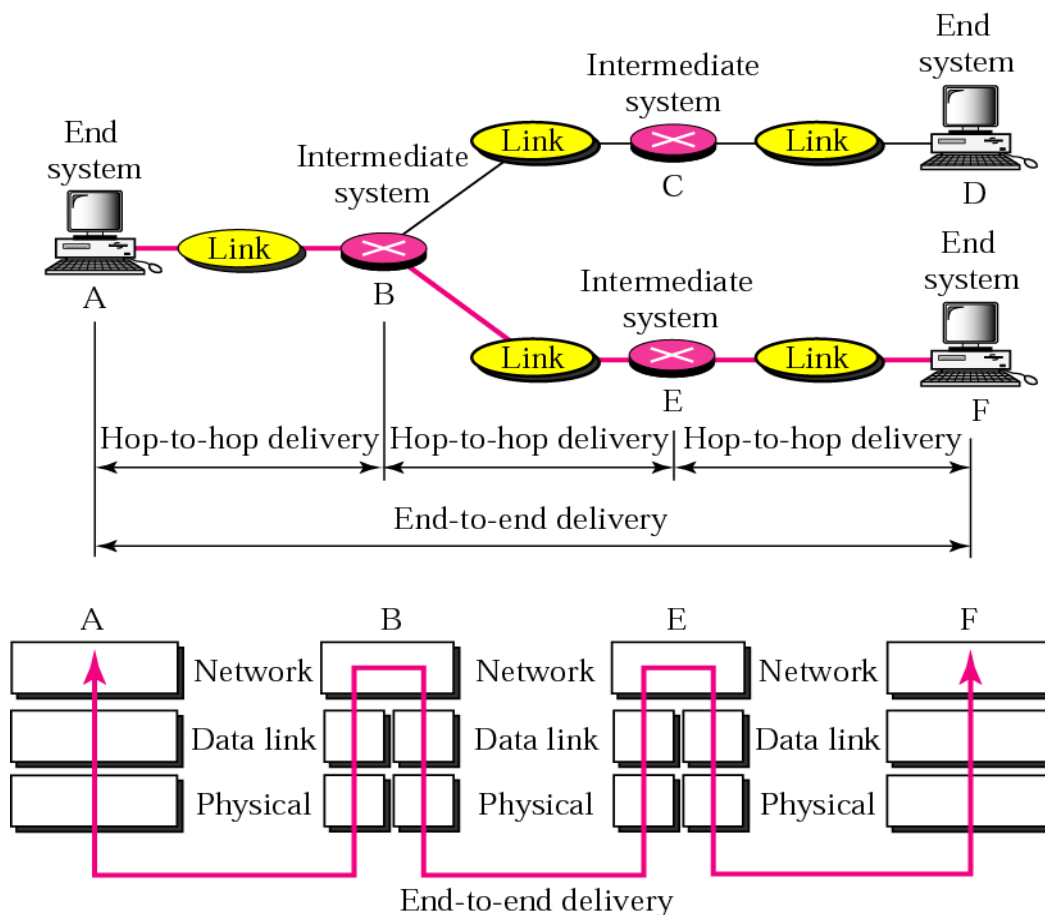 End
system
Intermediate
system
Link
Link
C
D
End
system
Intermediate
system
Link
A
B
End
system
Intermediate
system
Link
Link
E
F
Hop-to-hop delivery
Hop-to-hop delivery
Hop-to-hop delivery
End-to-end delivery
A
B
E
F
Network
Network
Network
Data link
Data link
Data link
Physical
Physical
Physical
End-to-end delivery